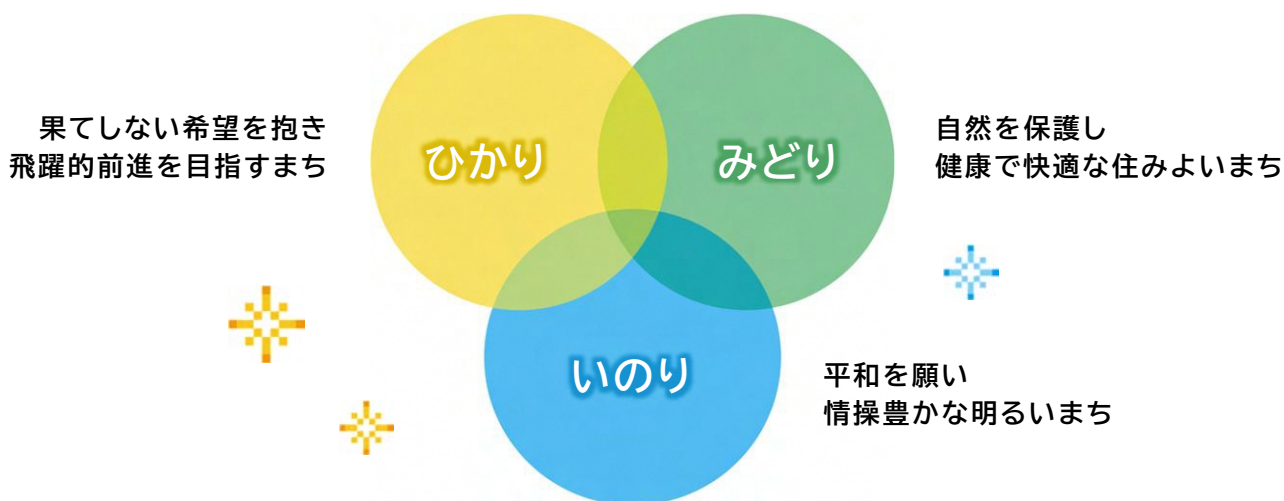 果てしない希望を抱き
飛躍的前進を目指すまち
ひかり
みどり
自然を保護し
健康で快適な住みよいまち
いのり
平和を願い
情操豊かな明るいまち